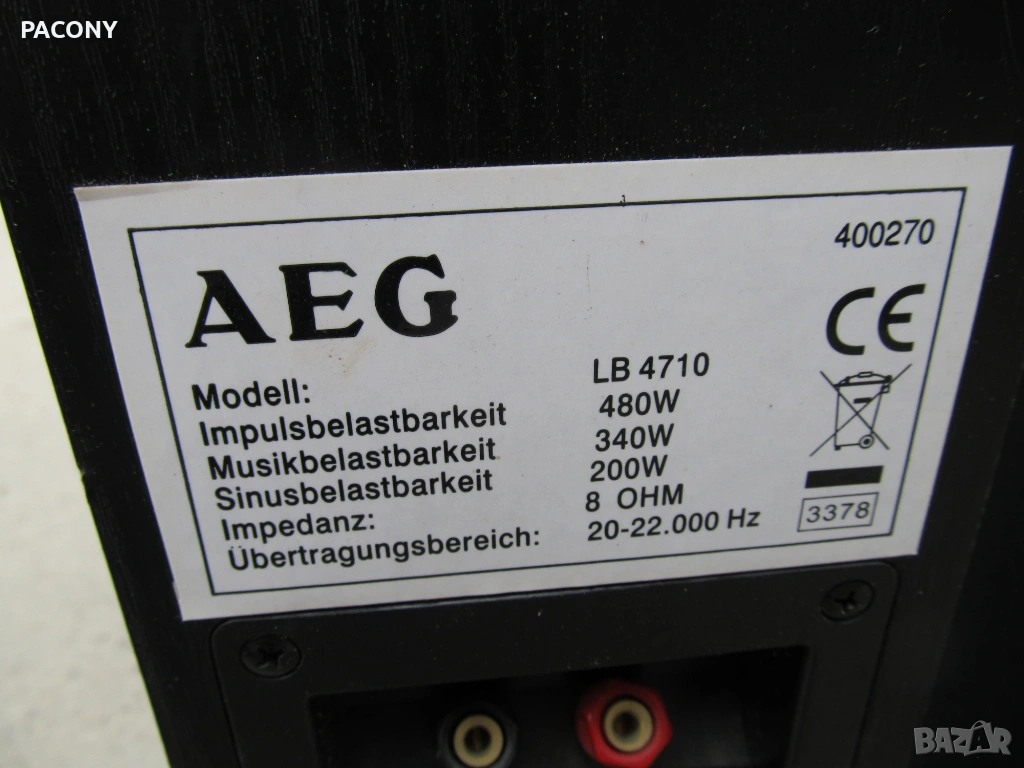 PACONY
400270
AEG
CE
Modell: LB 4710
Impulsbelastbarkeit 480W
Musikbelastbarkeit 340W
Sinusbelastbarkeit 200W
Impedanz: 8 OHM
Übertragungsbereich: 20-22.000 Hz
3378
BAZAR